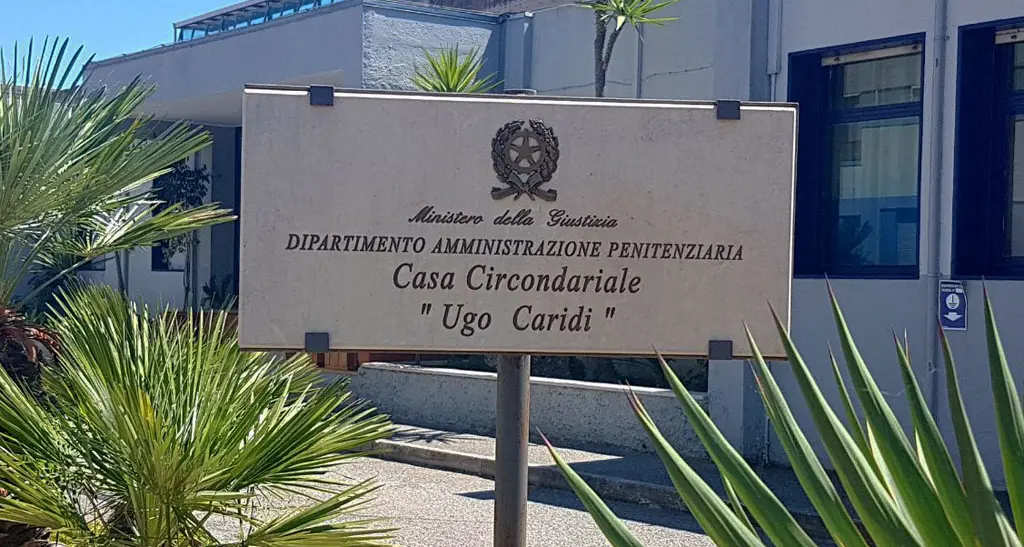 Ministero della Giustizia
DIPARTIMENTO AMMINISTRAZIONE PENITENZIARIA
Casa Circondariale
" Ugo Caridi "